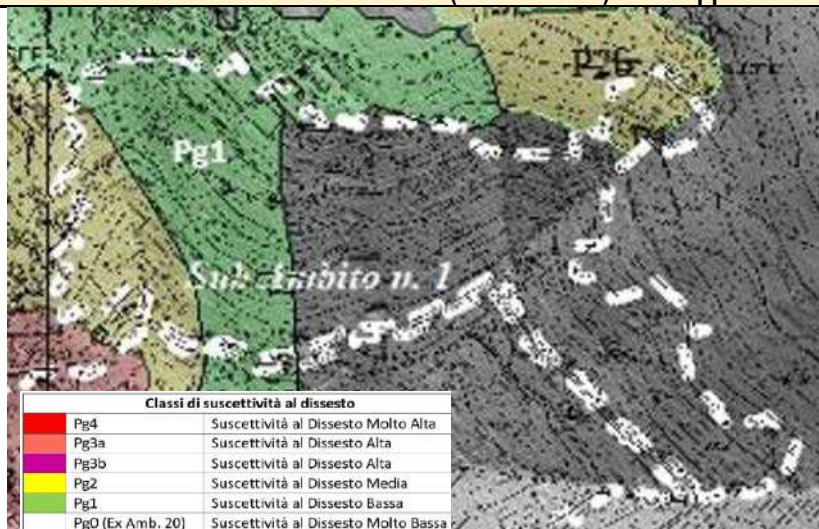 Pg1
Sub Ambito n. 1
Classi di suscettività al dissesto
Pg4 Suscettività al Dissesto Molto Alta
Pg3a Suscettività al Dissesto Alta
Pg3b Suscettività al Dissesto Alta
Pg2 Suscettività al Dissesto Media
Pg1 Suscettività al Dissesto Bassa
Pg0 (Ex Amb. 20) Suscettività al Dissesto Molto Bassa